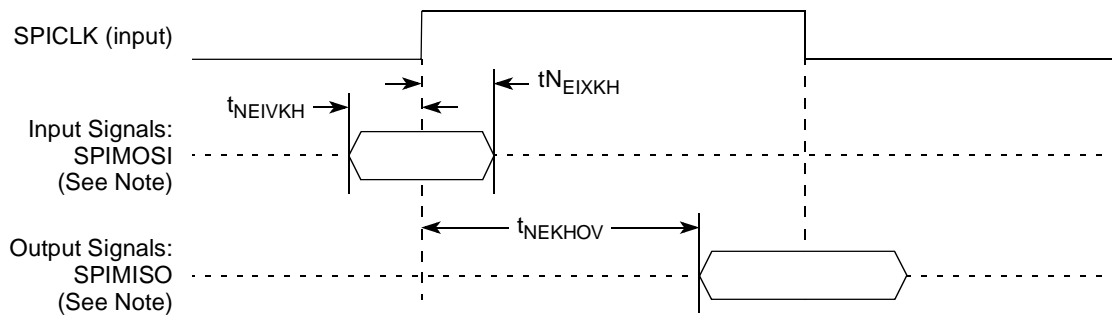 SPICLK (input)
tNEIXKH
tNEIVKH
Input Signals:
SPIMOSI
(See Note)
tNEKHOV
Output Signals:
SPIMISO
(See Note)